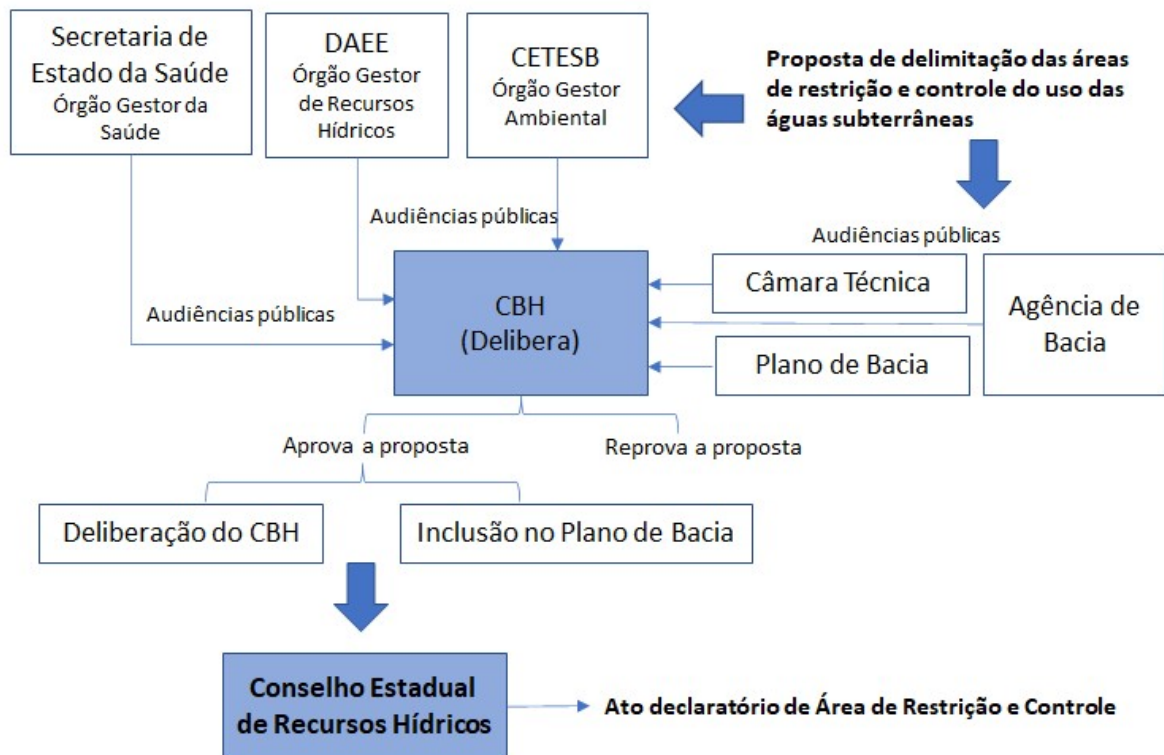 Secretaria de
Estado da Saúde
Órgão Gestor da
Saúde
DAEE
Órgão Gestor
de Recursos
Hídricos
CETESB
Órgão Gestor
Ambiental
Proposta de delimitação das áreas
de restrição e controle do uso das
águas subterrâneas
Audiências públicas
Audiências públicas
Audiências públicas
CBH
(Delibera)
Câmara Técnica
Plano de Bacia
Agência de
Bacia
Aprova a proposta
Reprova a proposta
Deliberação do CBH
Inclusão no Plano de Bacia
Conselho Estadual
de Recursos Hídricos
Ato declaratório de Área de Restrição e Controle